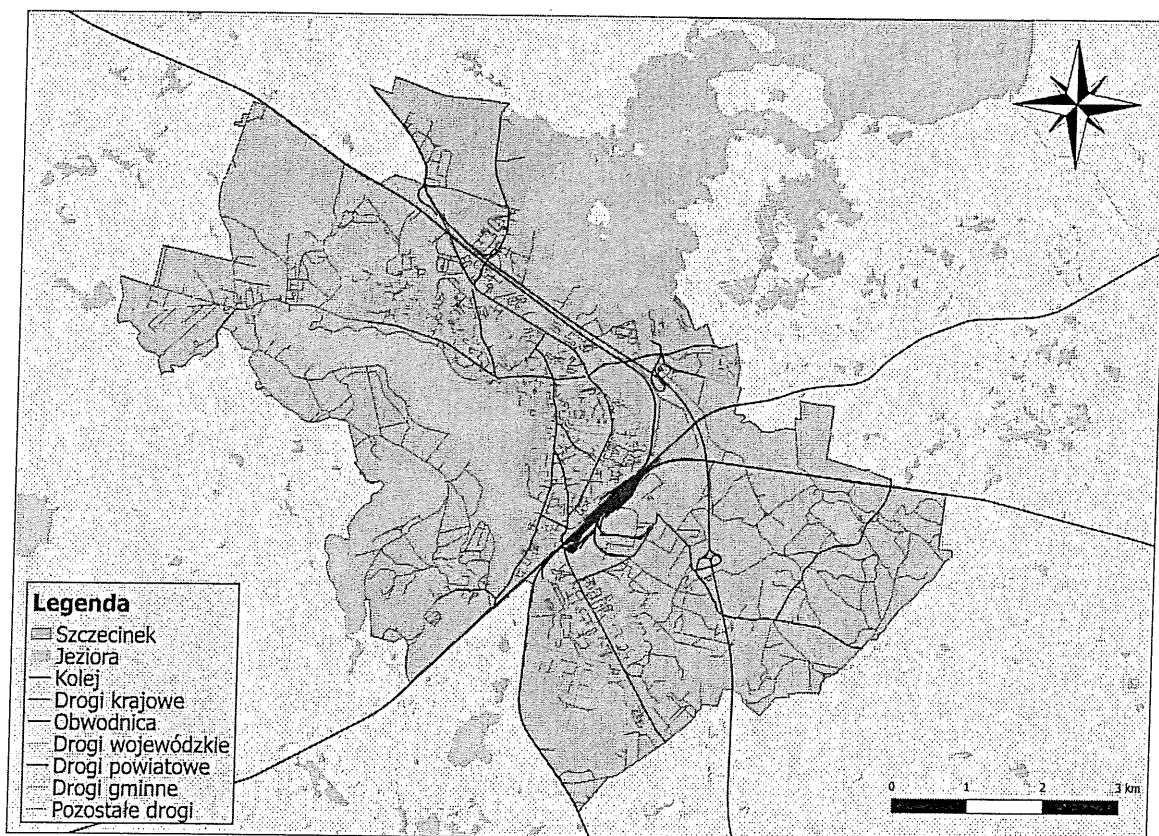 Legenda
Szczecinek
Jeziora
Kolej
Drogi krajowe
Obwodnica
Drogi wojewódzkie
Drogi powiatowe
Drogi gminne
Pozostałe drogi
0 1 2 3 km